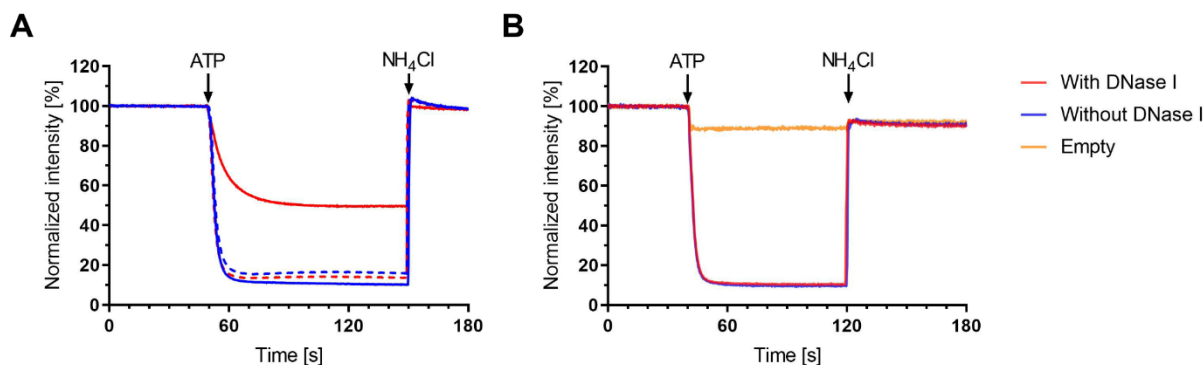 A
ATP
NH₄Cl
Normalized intensity [%]
120
100
80
60
40
20
0
0
60
120
180
Time [s]
B
ATP
NH₄Cl
Normalized intensity [%]
120
100
80
60
40
20
0
0
60
120
180
Time [s]
With DNase I
Without DNase I
Empty